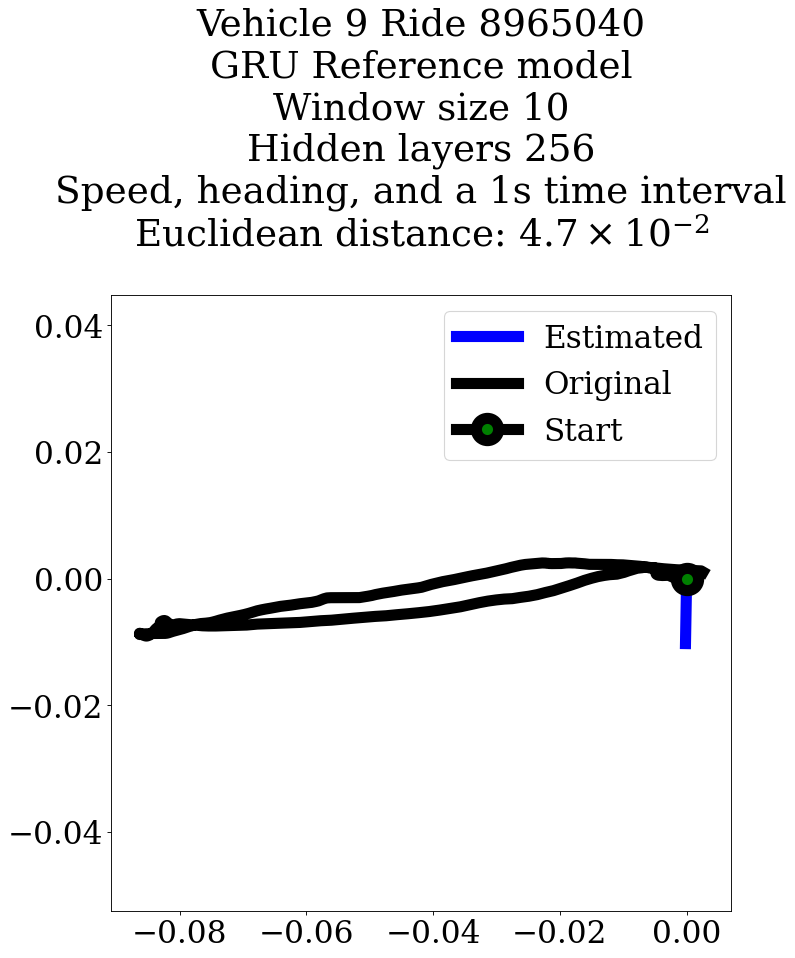 Vehicle 9 Ride 8965040
GRU Reference model
Window size 10
Hidden layers 256
Speed, heading, and a 1s time interval
Euclidean distance: 4.7 × 10⁻²
Estimated
Original
Start
0.04
0.02
0.00
−0.02
−0.04
−0.08 −0.06 −0.04 −0.02 0.00